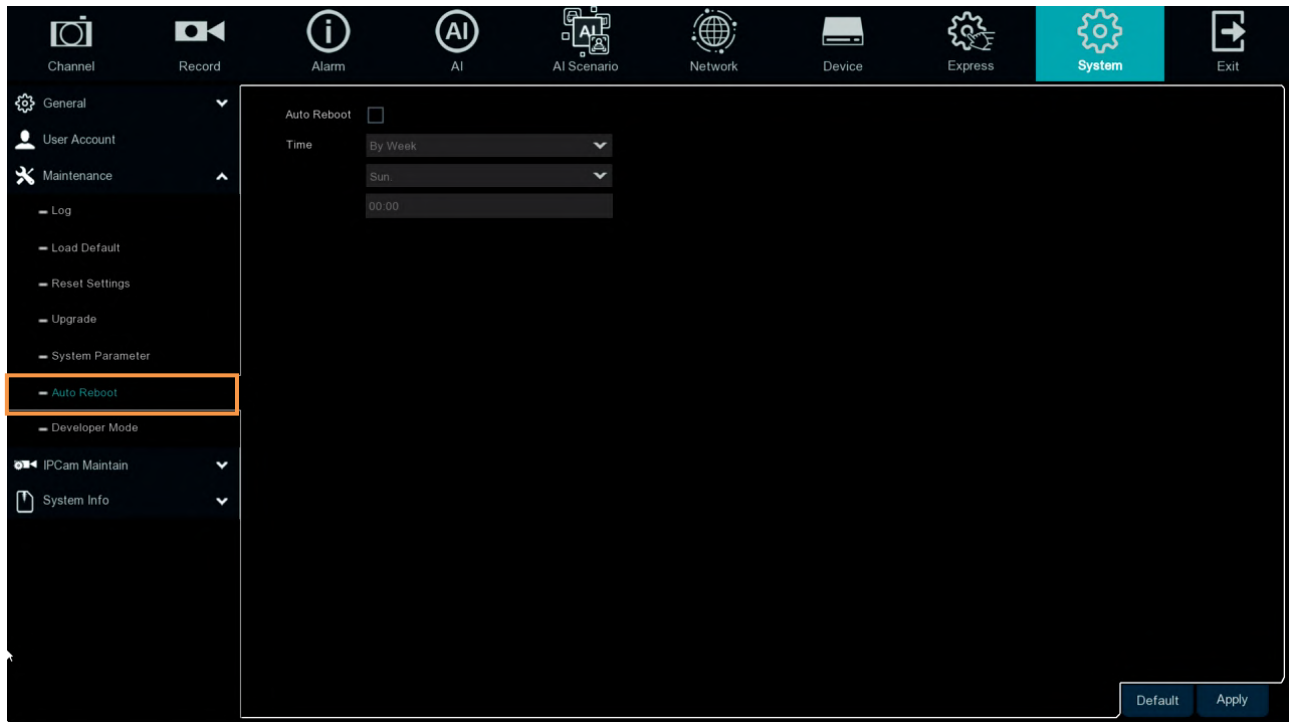 Channel
Record
Alarm
AI
AI
AI
AI Scenario
Network
Device
Express
System
Exit
General
User Account
Maintenance
Log
Load Default
Reset Settings
Upgrade
System Parameter
Auto Reboot
Developer Mode
IPCam Maintain
System Info
Auto Reboot
Time
By Week
Sun.
00:00
Default
Apply